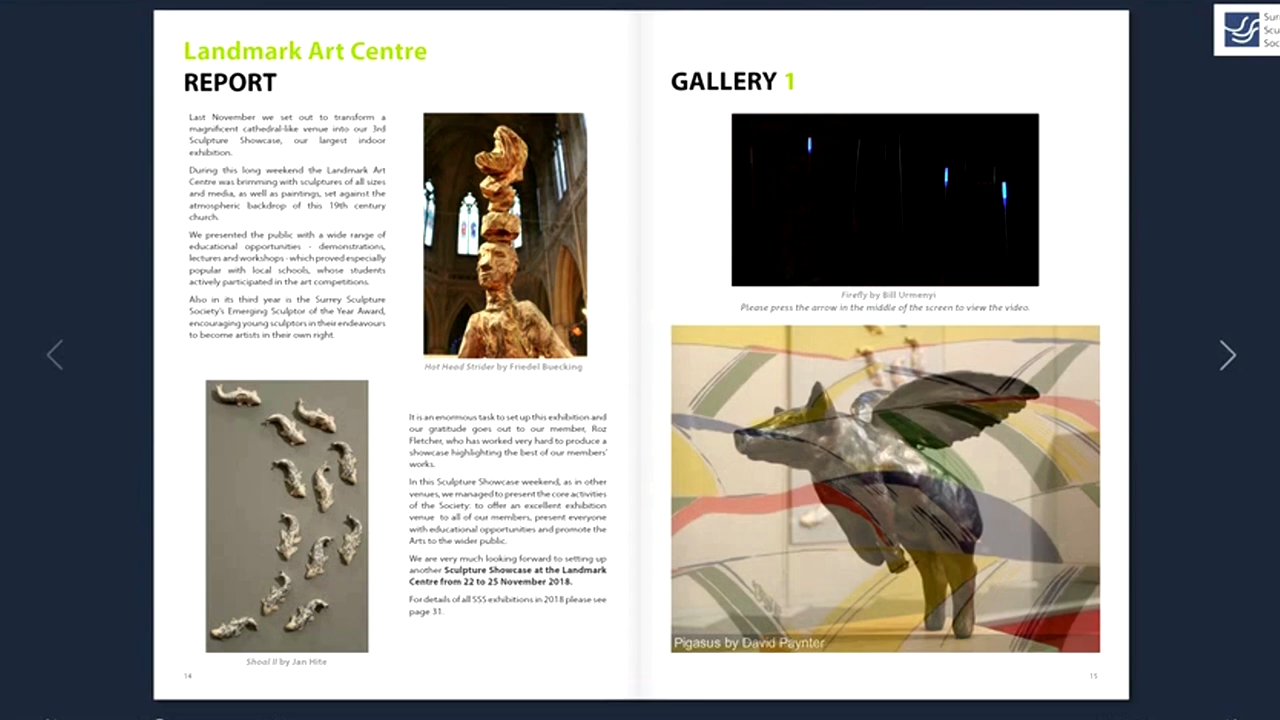 Landmark Art Centre
REPORT
Last November we set out to transform a
magnificent cathedral-like venue into our 3rd
Sculpture Showcase, our largest indoor
exhibition.
During this long weekend the Landmark Art
Centre was brimming with sculptures of all sizes
and media, as well as paintings, set against the
atmospheric backdrop of this 19th century
church.
We presented the public with a wide range of
educational opportunities - demonstrations,
lectures and workshops - which proved especially
popular with local schools, whose students
actively participated in the art competitions.
Also in its third year is the Surrey Sculpture
Society's Emerging Sculptor of the Year Award,
encouraging young sculptors in their endeavours
to become artists in their own right.
Hot Head Strider by Friedel Buecking
Shoal II by Jan Hite
It is an enormous task to set up this exhibition and
our gratitude goes out to our member, Roz
Fletcher, who has worked very hard to produce a
showcase highlighting the best of our members'
works.
In this Sculpture Showcase weekend, as in other
venues, we managed to present the core activities
of the Society: to offer an excellent exhibition
venue to all of our members, present everyone
with educational opportunities and promote the
Arts to the wider public.
We are very much looking forward to setting up
another Sculpture Showcase at the Landmark
Centre from 22 to 25 November 2018.
For details of all SSS exhibitions in 2018 please see
page 31.
14
GALLERY 1
Firefly by Bill Urmenyi
Please press the arrow in the middle of the screen to view the video.
Pigasus by David Paynter
15
Surr
Scu
Soc